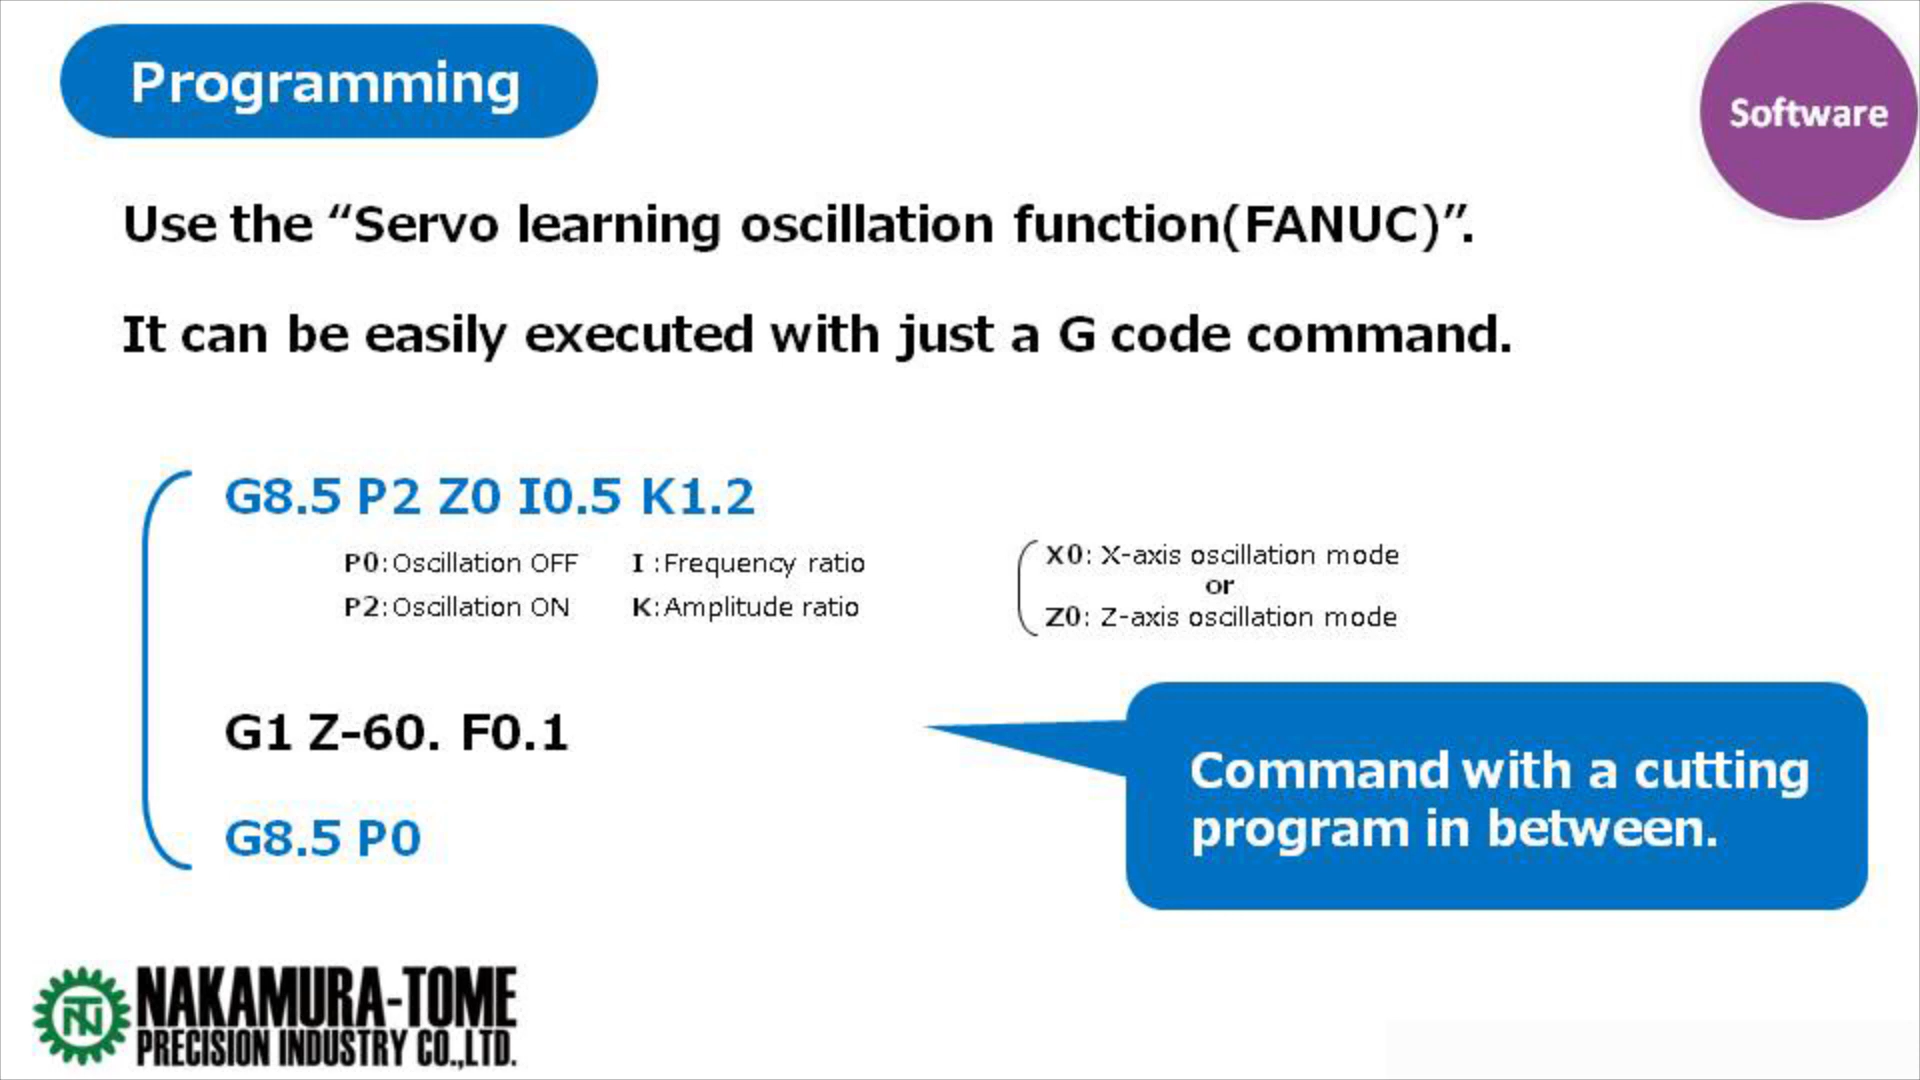 Programming
Software
Use the “Servo learning oscillation function(FANUC)”.
It can be easily executed with just a G code command.
G8.5 P2 Z0 I0.5 K1.2
P0:Oscillation OFF I :Frequency ratio
P2:Oscillation ON K:Amplitude ratio
X0: X-axis oscillation mode
or
Z0: Z-axis oscillation mode
G1 Z-60. F0.1
G8.5 P0
Command with a cutting
program in between.
NAKAMURA-TOME
PRECISION INDUSTRY CO.,LTD.